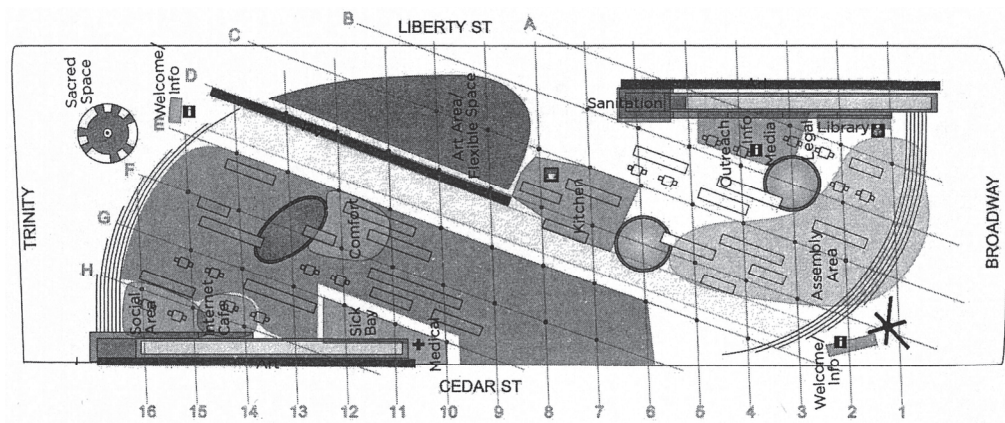 LIBERTY ST
A
B
C
D
E
F
G
H
TRINITY
BROADWAY
CEDAR ST
Sacred
Space
Welcome/
Info
i
Art Area/
Flexible Space
Sanitation
Outreach
Info
i
Media
Legal
Library
Kitchen
Comfort
Assembly
Area
Social
Area
Internet
Cafe
Sick
Bay
Medical
Art
Welcome/
Info
i
16 15 14 13 12 11 10 9 8 7 6 5 4 3 2 1